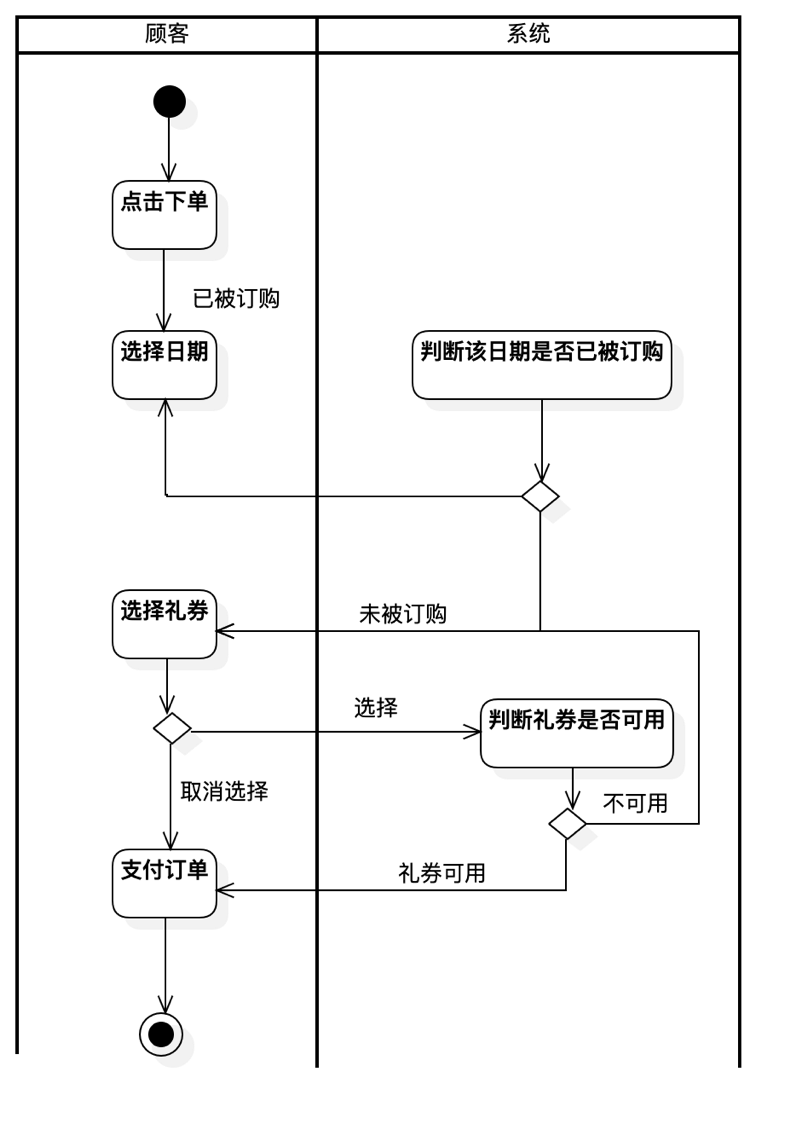 顾客
系统
点击下单
已被订购
选择日期
判断该日期是否已被订购
选择礼券
未被订购
选择
判断礼券是否可用
取消选择
不可用
支付订单
礼券可用